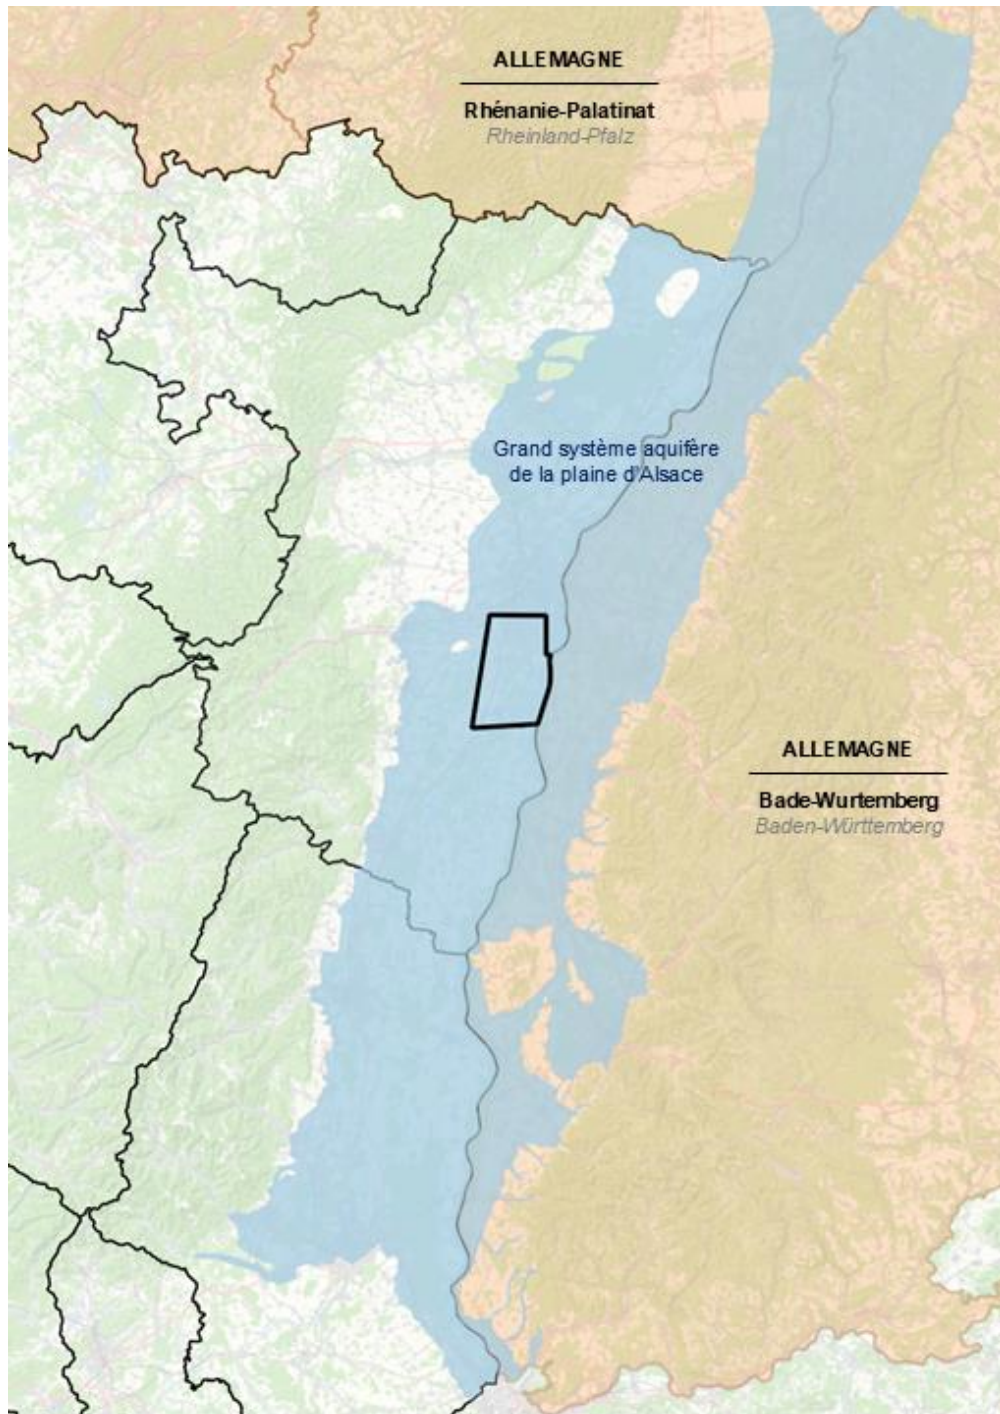 ALLEMAGNE
Rhénanie-Palatinat
Rheinland-Pfalz
Grand système aquifère
de la plaine d'Alsace
ALLEMAGNE
Bade-Wurtemberg
Baden-Württemberg